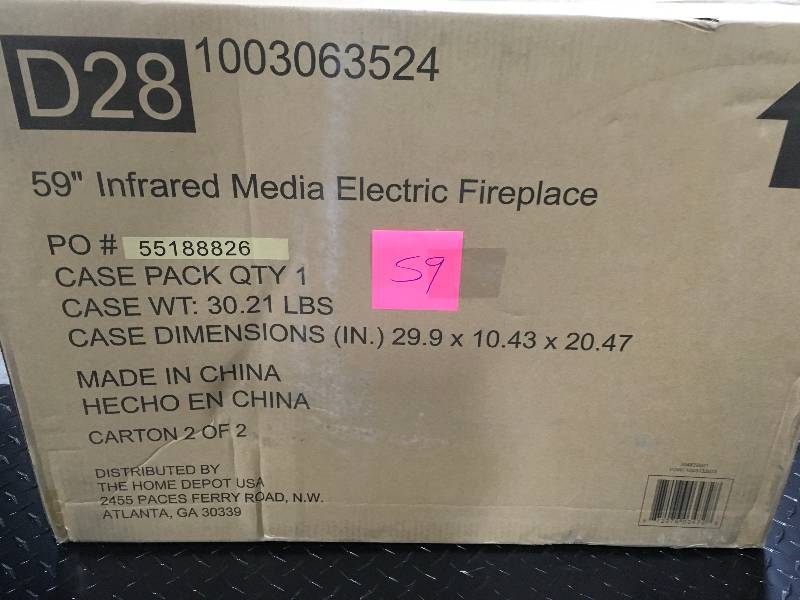 D28 1003063524
59" Infrared Media Electric Fireplace
PO # 55188826
59
CASE PACK QTY 1
CASE WT: 30.21 LBS
CASE DIMENSIONS (IN.) 29.9 x 10.43 x 20.47
MADE IN CHINA
HECHO EN CHINA
CARTON 2 OF 2
DISTRIBUTED BY
THE HOME DEPOT USA
2455 PACES FERRY ROAD, N.W.
ATLANTA, GA 30339